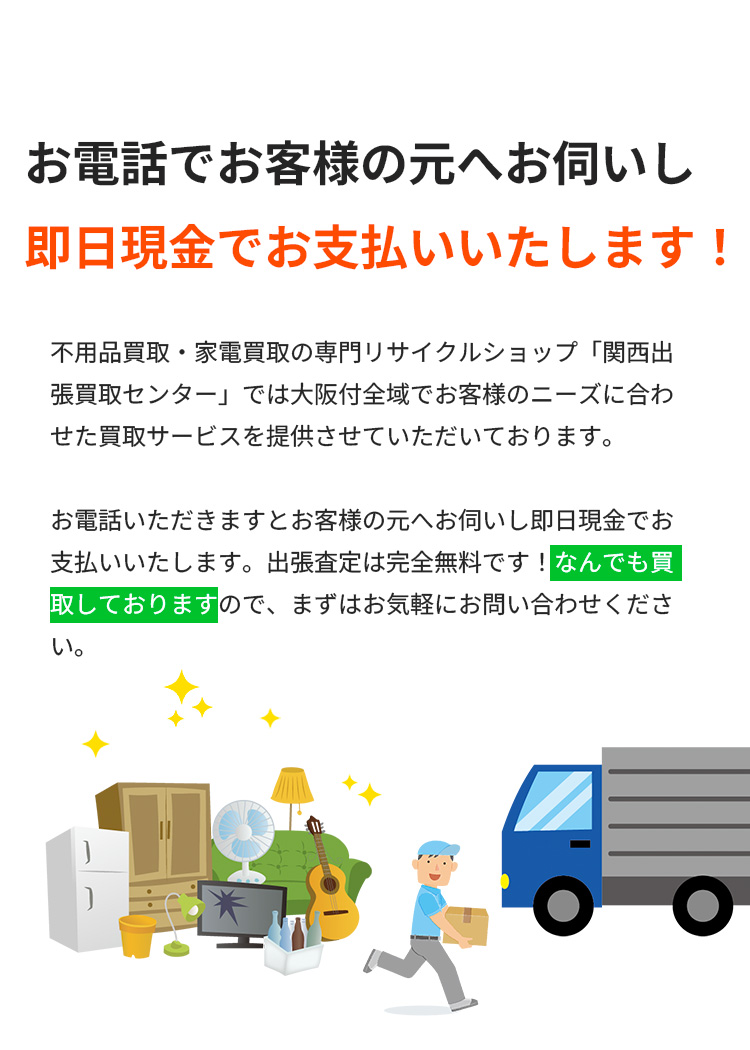 お電話でお客様の元へお伺いし
即日現金でお支払いいたします！
不用品買取・家電買取の専門リサイクルショップ「関西出
張買取センター」では大阪付全域でお客様のニーズに合わ
せた買取サービスを提供させていただいております。
お電話いただきますとお客様の元へお伺いし即日現金でお
支払いいたします。出張査定は完全無料です！なんでも買
取しておりますので、まずはお気軽にお問い合わせくださ
い。